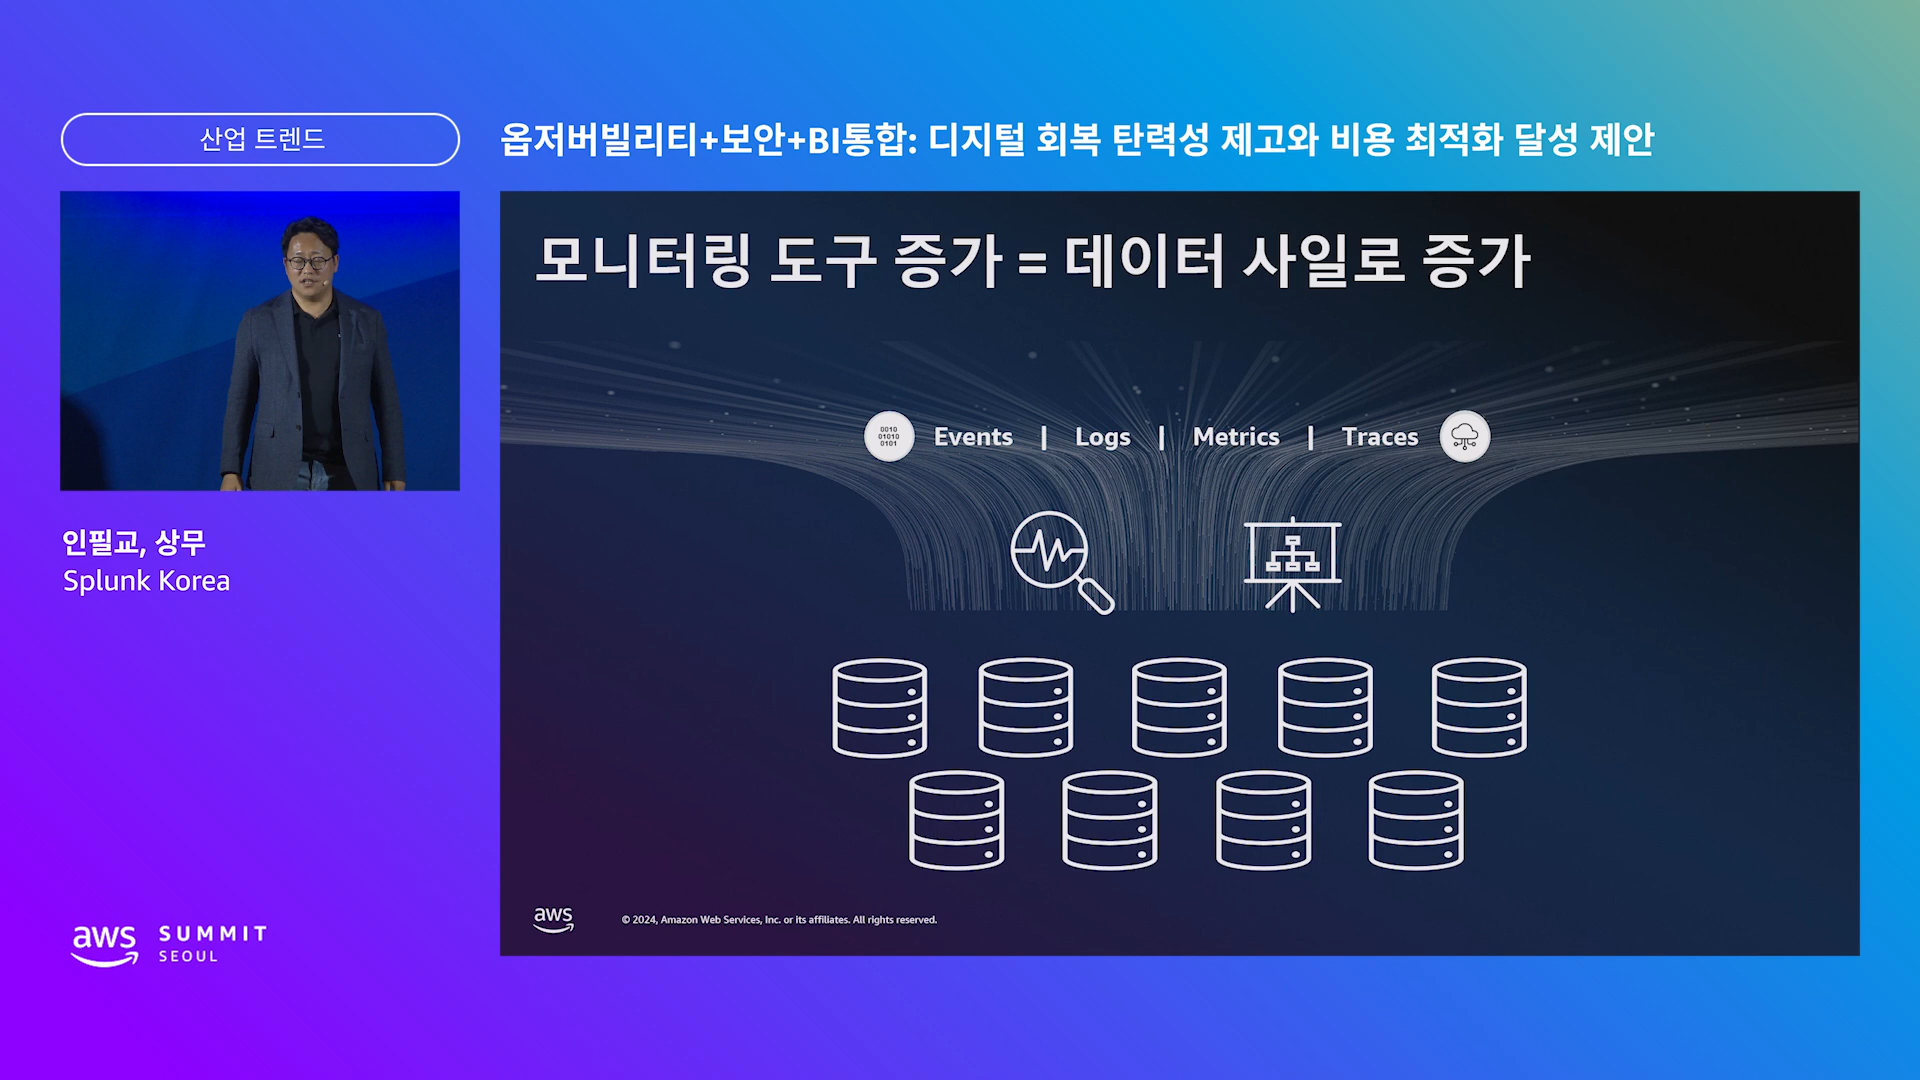 산업 트렌드
옵저버빌리티+보안+BI통합: 디지털 회복 탄력성 제고와 비용 최적화 달성 제안
모니터링 도구 증가 = 데이터 사일로 증가
0010
01010
0101
Events | Logs | Metrics | Traces
인필교, 상무
Splunk Korea
aws
SUMMIT
SEOUL
aws
© 2024, Amazon Web Services, Inc. or its affiliates. All rights reserved.